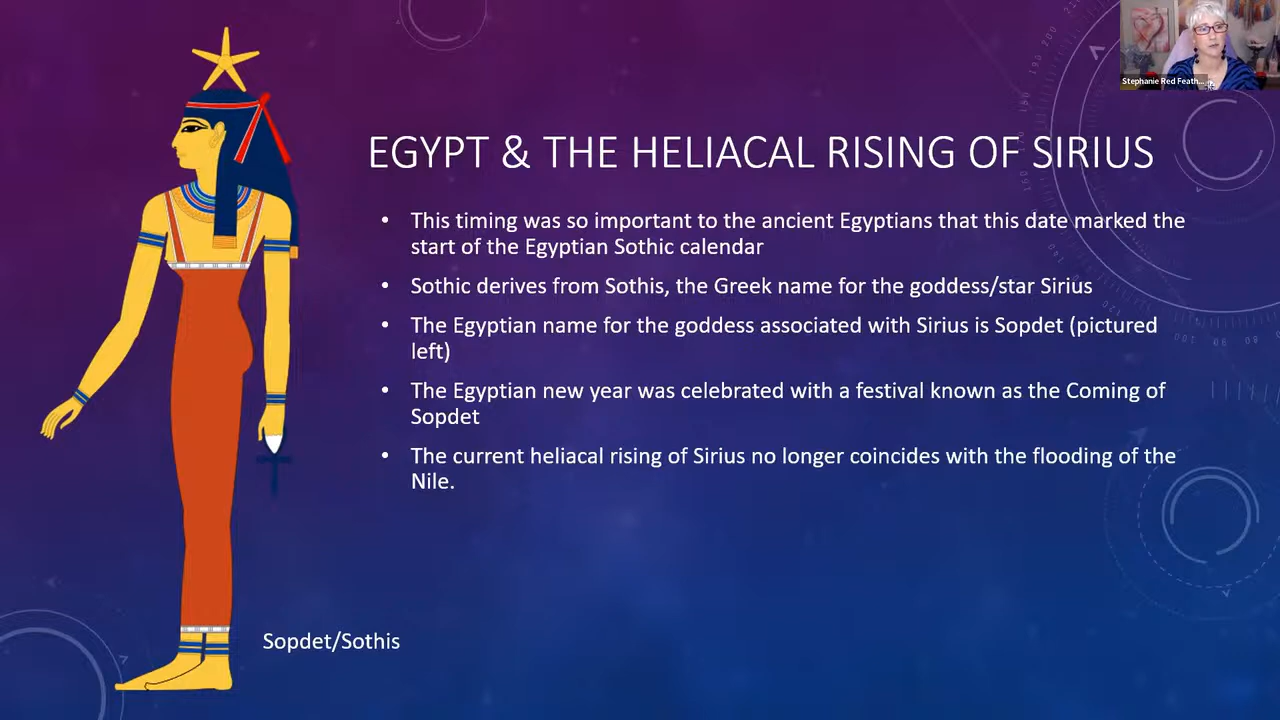 Stephanie Red Feath...
EGYPT & THE HELIACAL RISING OF SIRIUS
• This timing was so important to the ancient Egyptians that this date marked the
start of the Egyptian Sothic calendar
• Sothic derives from Sothis, the Greek name for the goddess/star Sirius
• The Egyptian name for the goddess associated with Sirius is Sopdet (pictured
left)
• The Egyptian new year was celebrated with a festival known as the Coming of
Sopdet
• The current heliacal rising of Sirius no longer coincides with the flooding of the
Nile.
Sopdet/Sothis